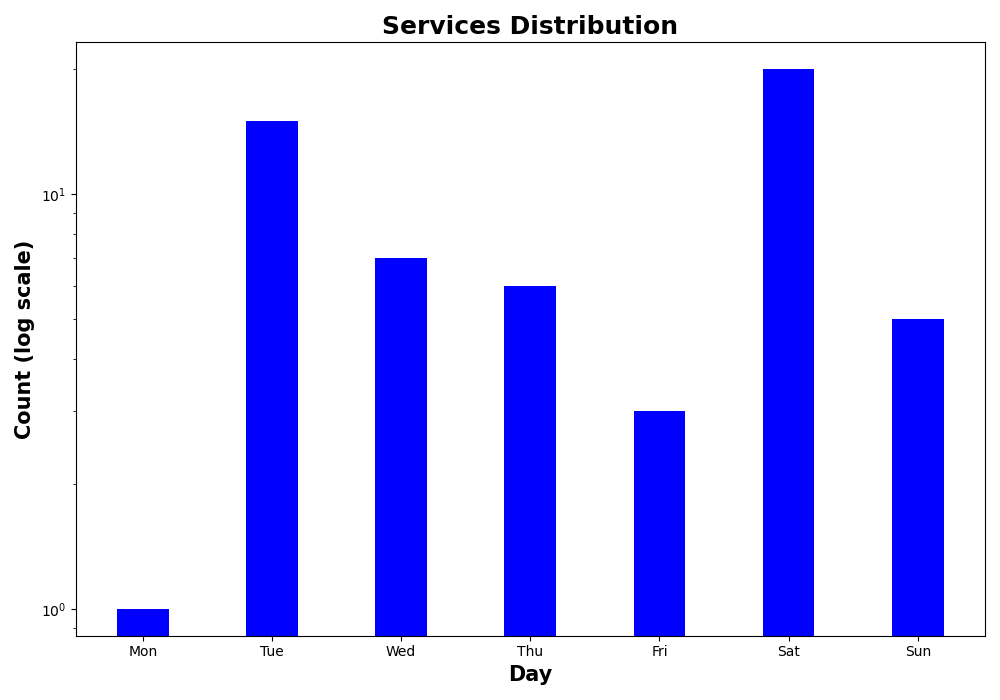 Services Distribution
Count (log scale)
10¹
10⁰
Mon Tue Wed Thu Fri Sat Sun
Day